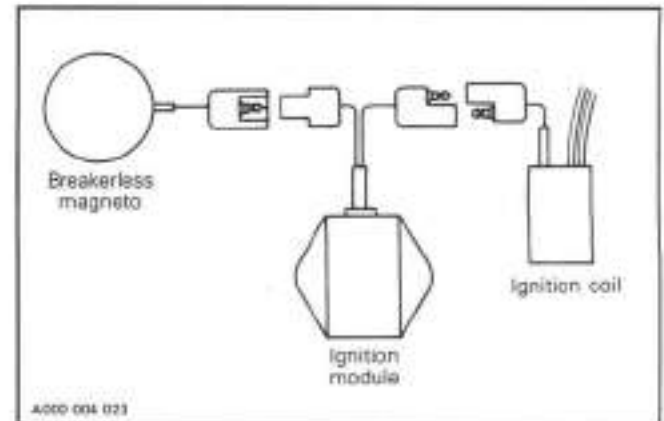 Breakerless
magneto
Ignition coil
Ignition
module
A000 004 023